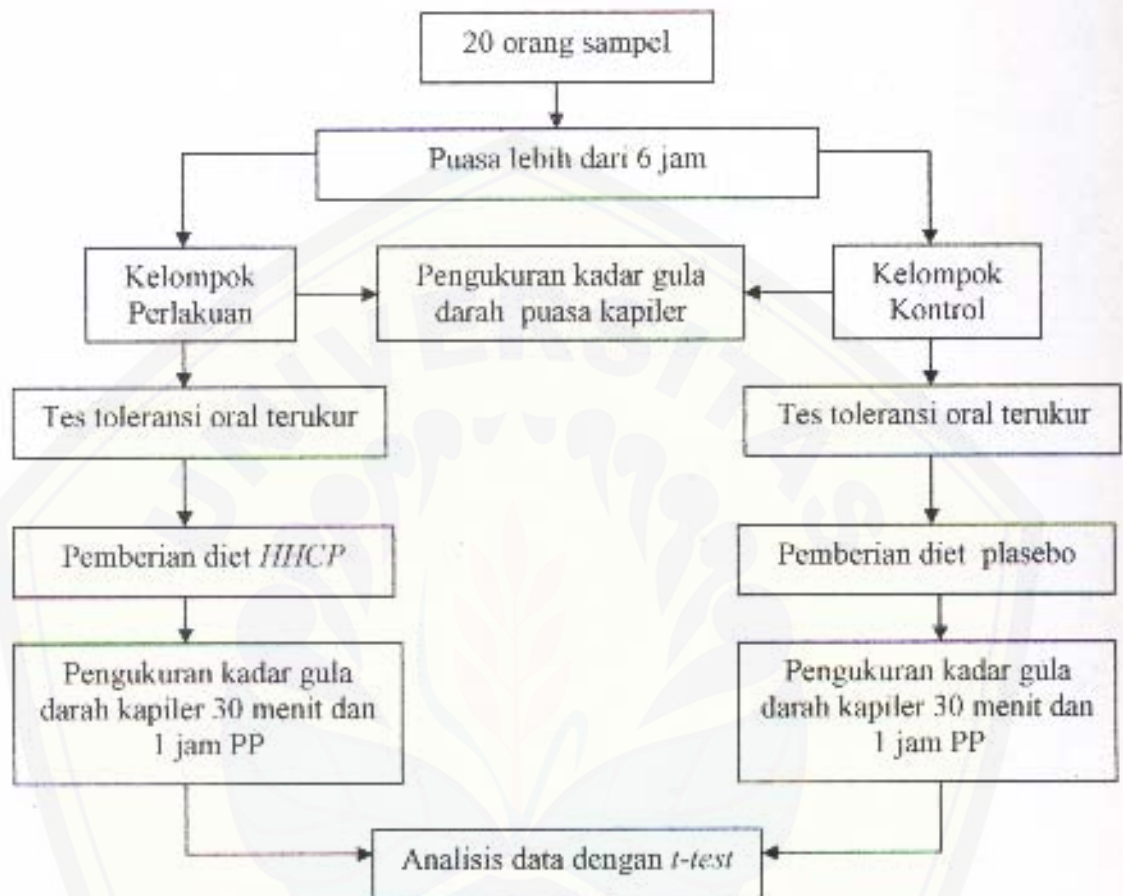 20 orang sampel
Puasa lebih dari 6 jam
Kelompok
Perlakuan
Pengukuran kadar gula
darah puasa kapiler
Kelompok
Kontrol
Tes toleransi oral terukur
Tes toleransi oral terukur
Pemberian diet HHCP
Pemberian diet plasebo
Pengukuran kadar gula
darah kapiler 30 menit dan
1 jam PP
Pengukuran kadar gula
darah kapiler 30 menit dan
1 jam PP
Analisis data dengan t-test
UNIVERSITAS